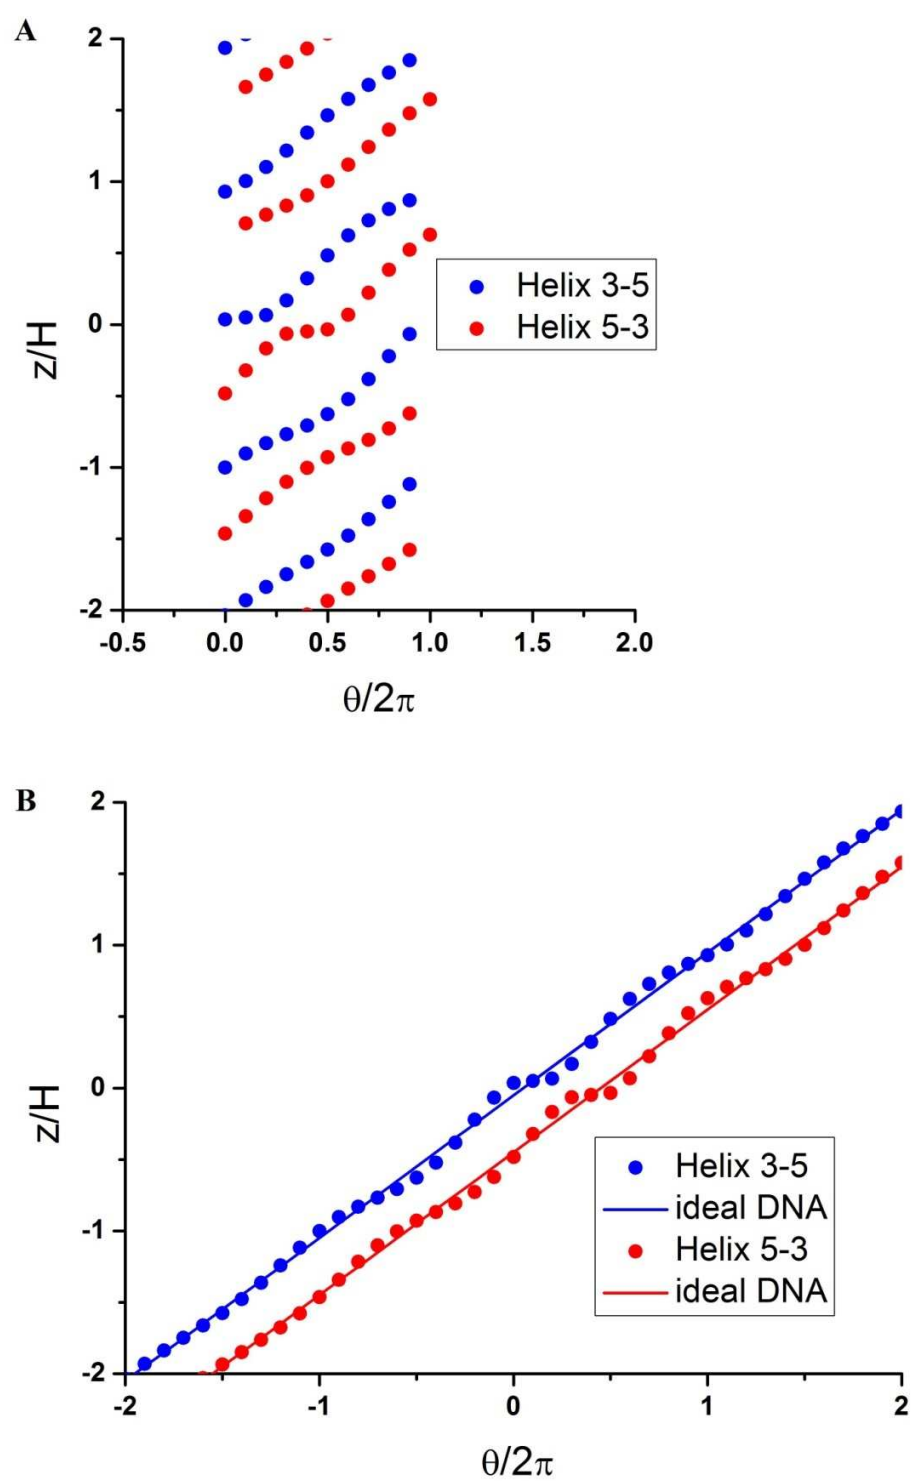 A
2
1
0
-1
-2
z/H
-0.5
0.0
0.5
1.0
1.5
2.0
θ/2π
Helix 3-5
Helix 5-3
B
2
1
0
-1
-2
z/H
-2
-1
0
1
2
θ/2π
Helix 3-5
ideal DNA
Helix 5-3
ideal DNA